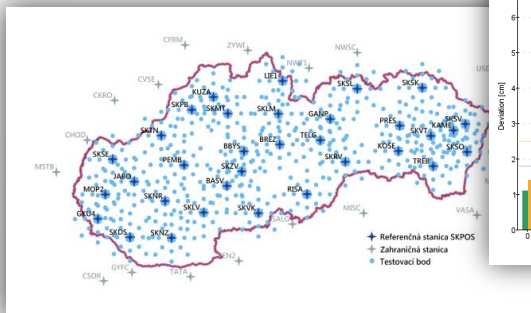 CFRM
ZYWI
NWSC
NWT1
USD
LIE1
SKSL
SKSK
CVSE
KUZA
CKRO
SKPB
SKMT
SKLM
GANP
PRES
SKSV
KAME
SKVT
SKTN
CHOD
BREZ
TELG
BBYS
KOSE
SKSO
SKSE
PEMB
SKRV
TREB
MSTB
SKZV
JABO
BASV
MOP2
RISA
SKNR
GKU4
SKLV
SKVK
MISC
VASA
SALG
SKDS
SKNZ
PEN2
CSOR
GYFC
TATA
Referenčná stanica SKPOS
Zahraničná stanica
Testovací bod
Deviation [cm]
6
5
4
3
2
1
0
0